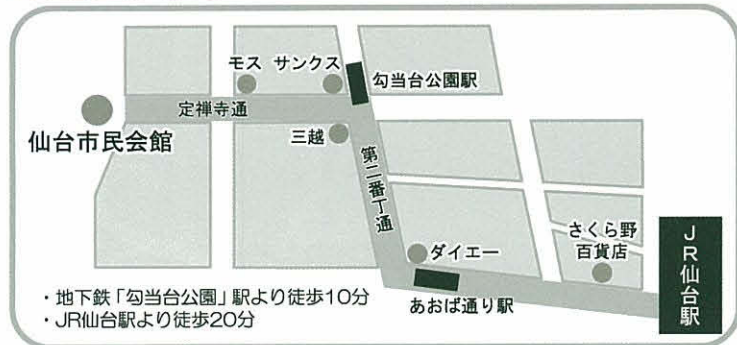 モス サンクス
勾当台公園駅
定禅寺通
仙台市民会館
三越
第二番丁通
さくら野
百貨店
JR仙台駅
ダイエー
あおば通り駅
・地下鉄「勾当台公園」駅より徒歩10分
・JR仙台駅より徒歩20分